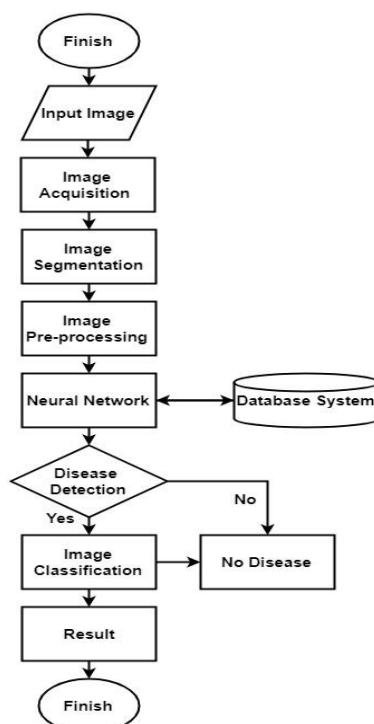 Finish
Input Image
Image
Acquisition
Image
Segmentation
Image
Pre-processing
Neural Network
Database System
Disease
Detection
No
Yes
Image
Classification
No Disease
Result
Finish